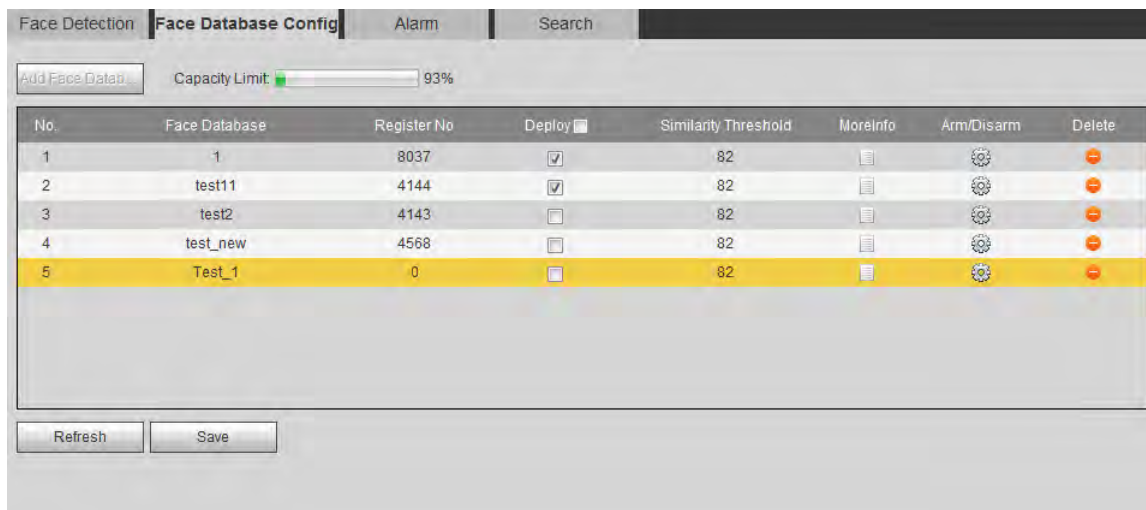 Face Detection Face Database Config Alarm Search
Add Face Datab... Capacity Limit: 93%
No. Face Database Register No Deploy Similarity Threshold MoreInfo Arm/Disarm Delete
1 1 8037 82
2 test11 4144 82
3 test2 4143 82
4 test_new 4568 82
5 Test_1 0 82
Refresh Save